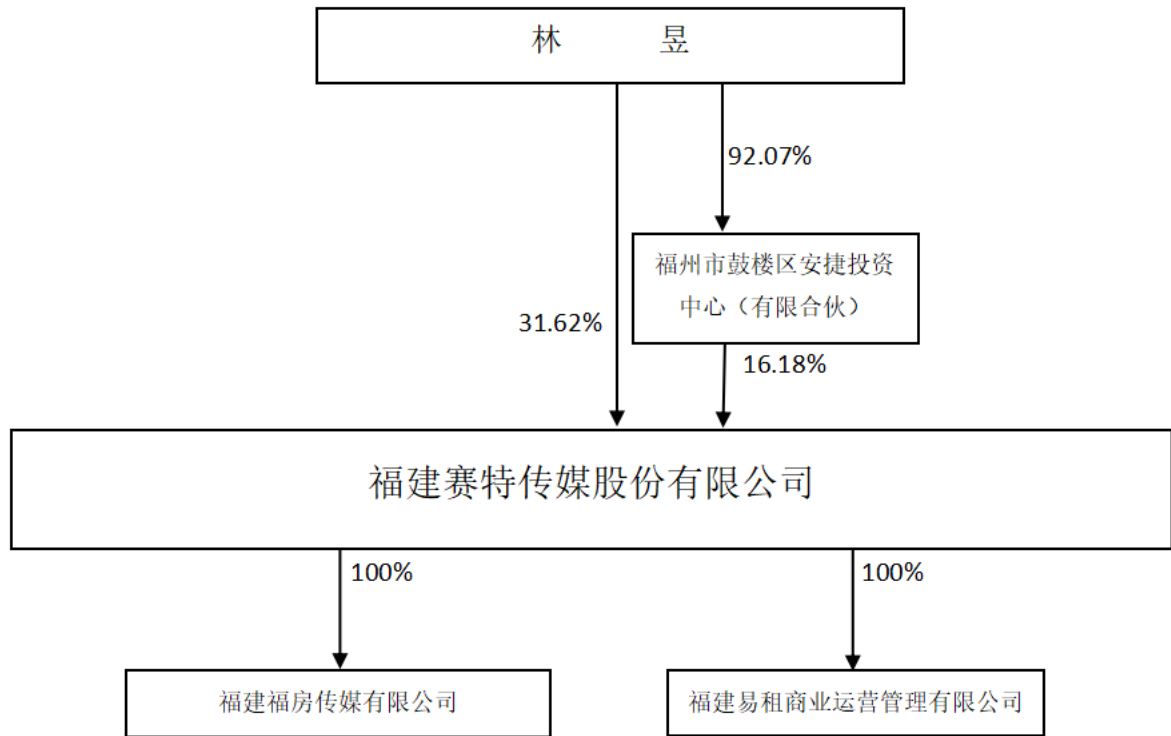 林 昱
92.07%
福州市鼓楼区安捷投资
中心（有限合伙）
31.62%
16.18%
福建赛特传媒股份有限公司
100%
100%
福建福房传媒有限公司
福建易租商业运营管理有限公司